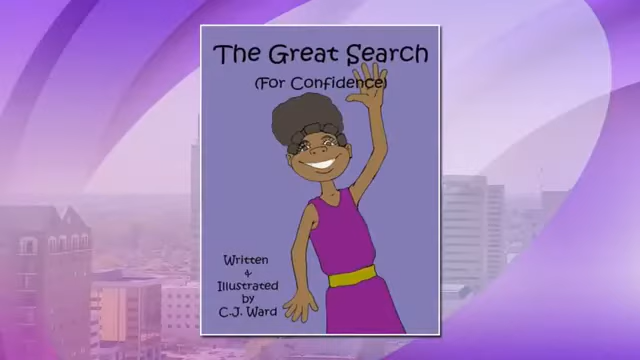 The Great Search
(For Confidence)
Written
&
Illustrated
by
C.J. Ward